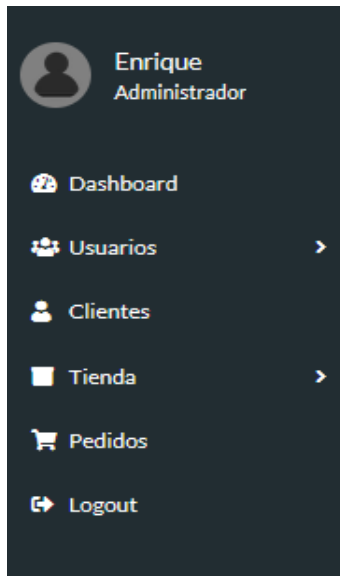 Enrique
Administrador
Dashboard
Usuarios
Clientes
Tienda
Pedidos
Logout